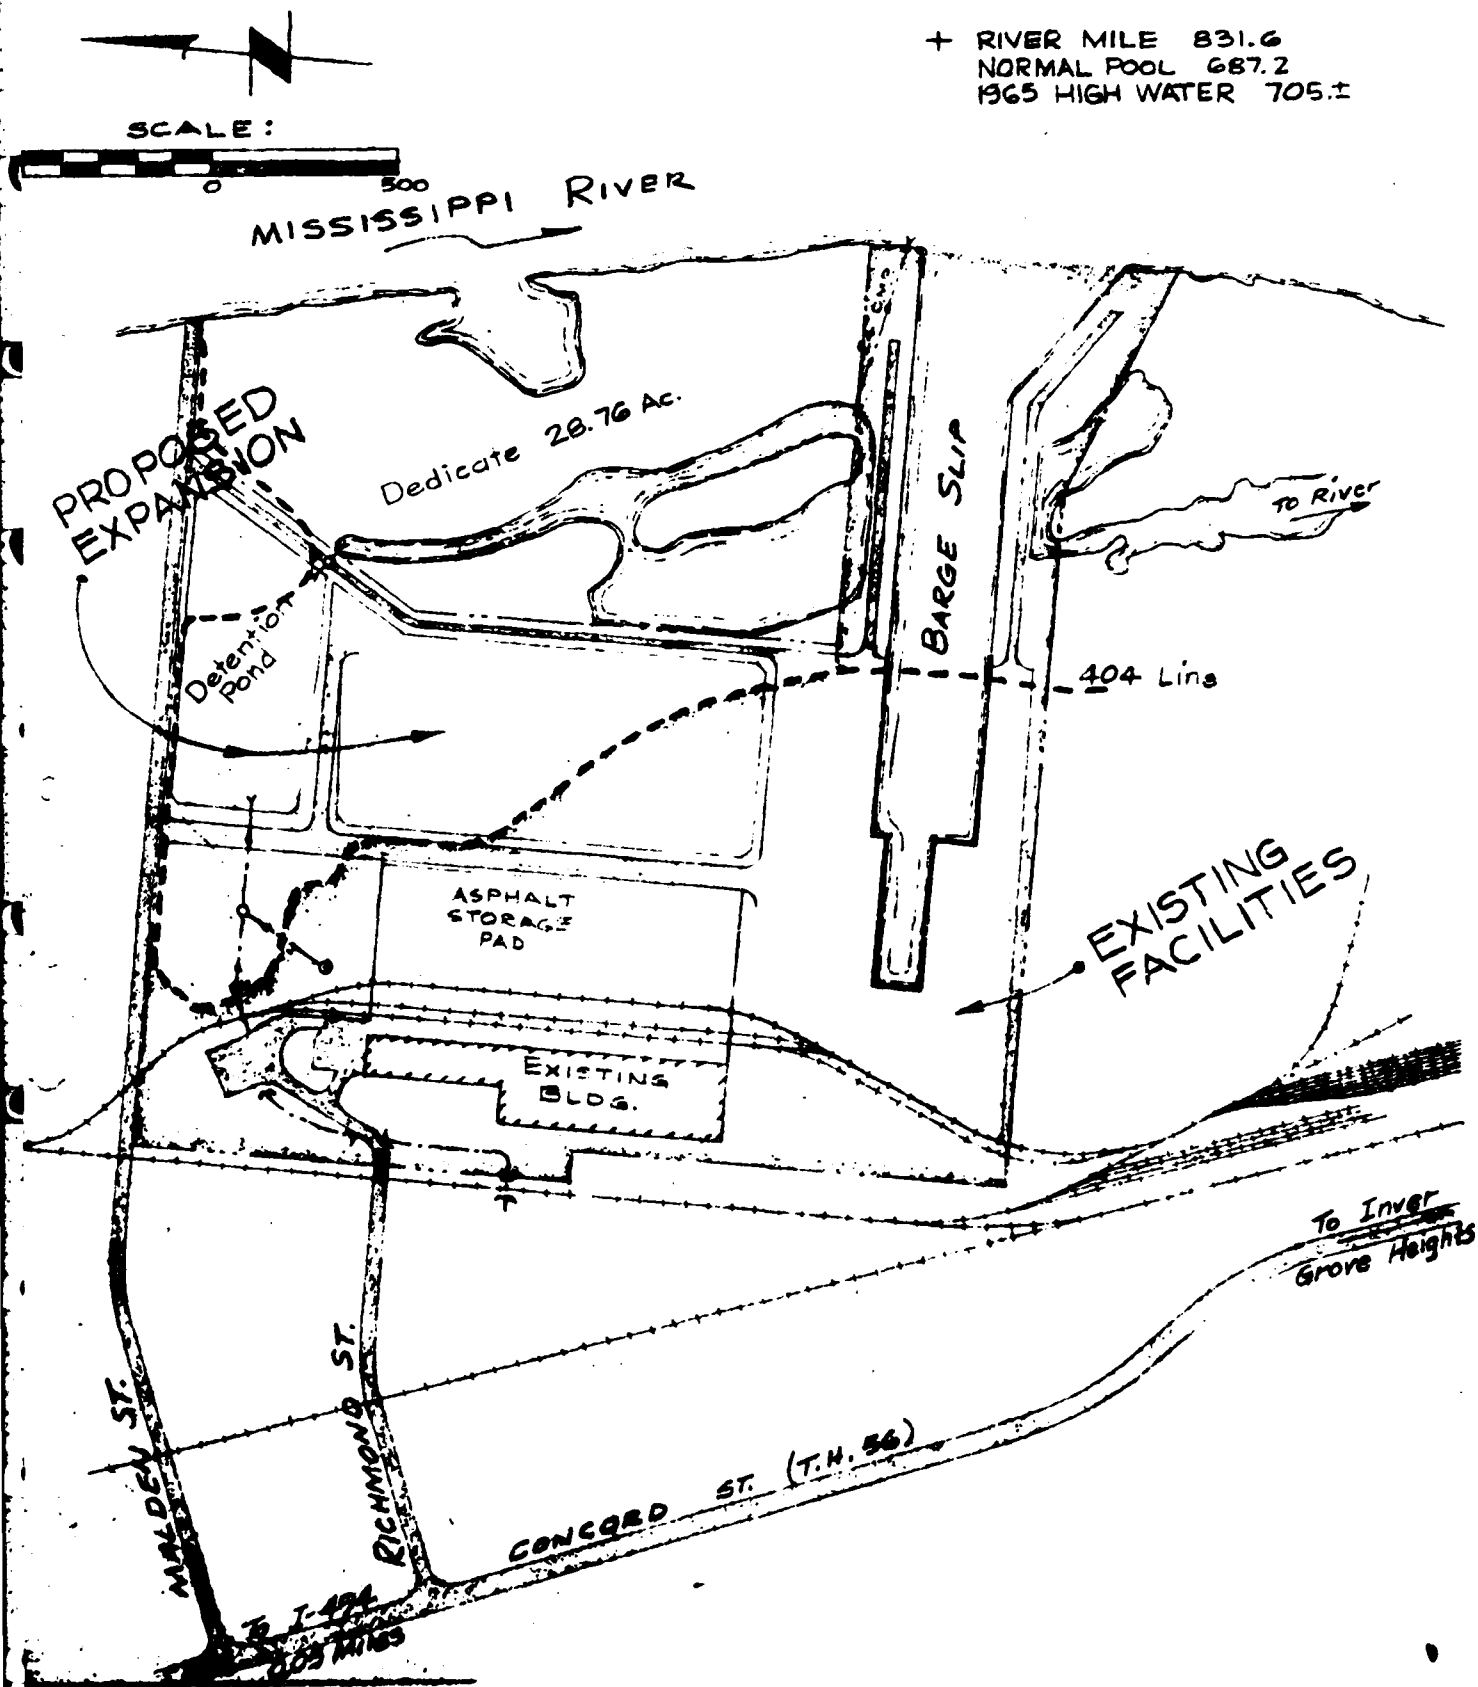 N
+ RIVER MILE 831.6
NORMAL POOL 687.2
1965 HIGH WATER 705.±
SCALE:
0 500
MISSISSIPPI RIVER
PROPOSED
EXPANSION
Dedicate 28.76 Ac.
BARGE SLIP
To River
Detention
Pond
404 Line
ASPHALT
STORAGE
PAD
EXISTING
FACILITIES
EXISTING
BLDG.
To Inver
Grove Heights
MALDEN ST.
RICHMOND ST.
CONCORD ST. (T.H. 56)
To I-494
Miles